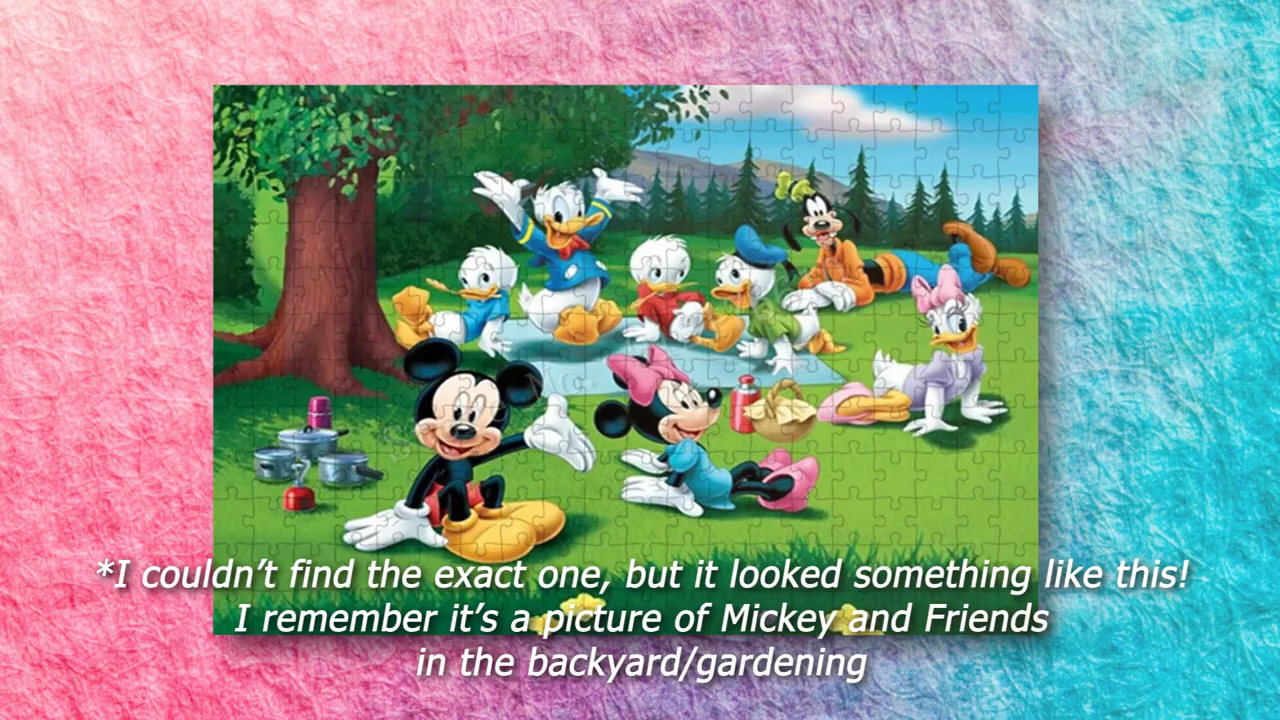 *I couldn't find the exact one, but it looked something like this!
I remember it's a picture of Mickey and Friends
in the backyard/gardening